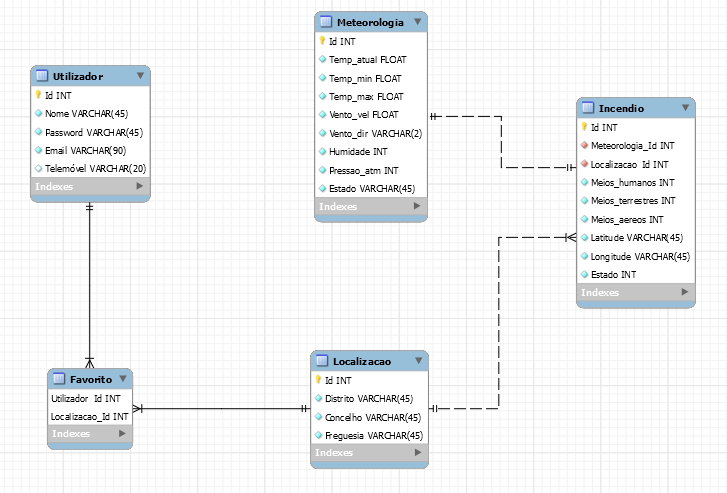 Meteorologia
Id INT
Temp_atual FLOAT
Temp_min FLOAT
Temp_max FLOAT
Vento_vel FLOAT
Vento_dir VARCHAR(2)
Humidade INT
Pressao_atm INT
Estado VARCHAR(45)
Indexes
Utilizador
Id INT
Nome VARCHAR(45)
Password VARCHAR(45)
Email VARCHAR(90)
Telemóvel VARCHAR(20)
Indexes
Incendio
Id INT
Meteorologia_Id INT
Localizacao_Id INT
Meios_humanos INT
Meios_terrestres INT
Meios_aereos INT
Latitude VARCHAR(45)
Longitude VARCHAR(45)
Estado INT
Indexes
Localizacao
Id INT
Distrito VARCHAR(45)
Concelho VARCHAR(45)
Freguesia VARCHAR(45)
Indexes
Favorito
Utilizador_Id INT
Localizacao_Id INT
Indexes